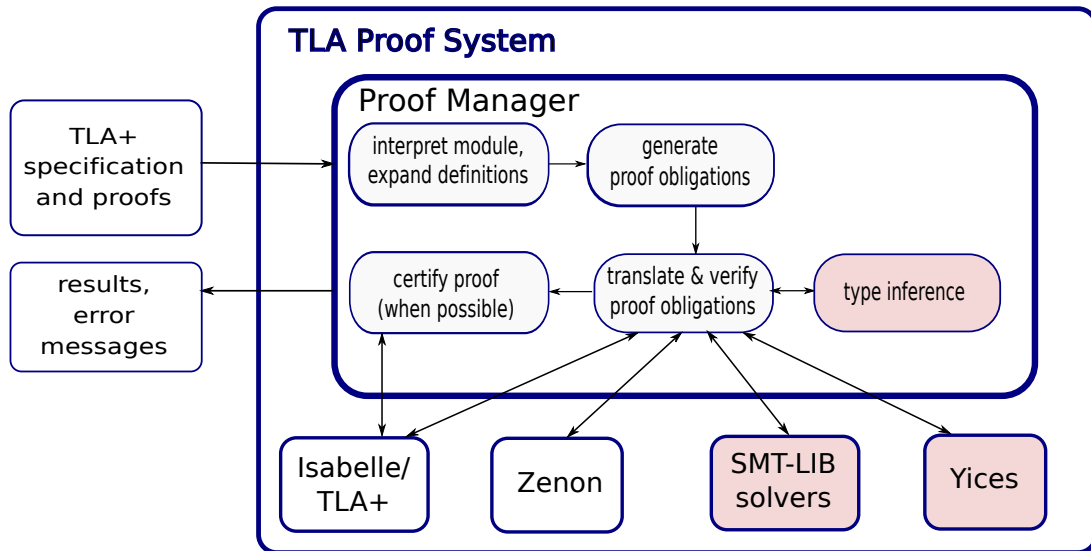 TLA Proof System
Proof Manager
TLA+
specification
and proofs
interpret module,
expand definitions
generate
proof obligations
results,
error
messages
certify proof
(when possible)
translate & verify
proof obligations
type inference
Isabelle/
TLA+
Zenon
SMT-LIB
solvers
Yices